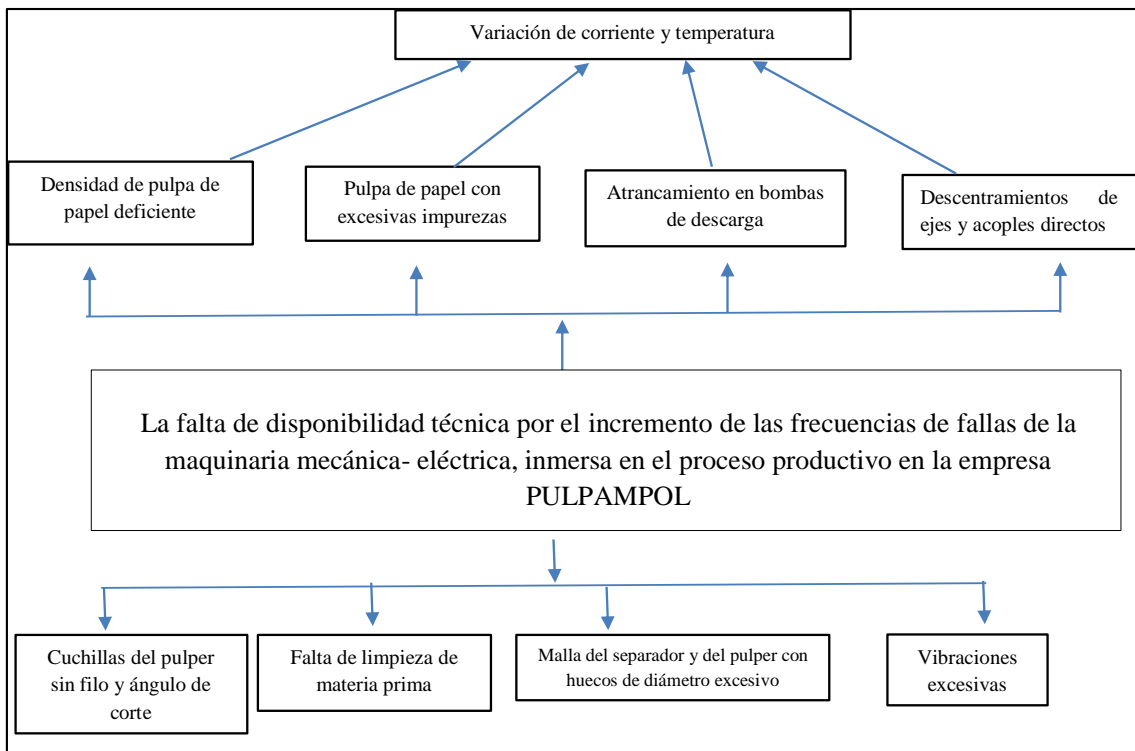 Variación de corriente y temperatura
Densidad de pulpa de
papel deficiente
Pulpa de papel con
excesivas impurezas
Atrancamiento en bombas
de descarga
Descentramientos de
ejes y acoples directos
La falta de disponibilidad técnica por el incremento de las frecuencias de fallas de la
maquinaria mecánica- eléctrica, inmersa en el proceso productivo en la empresa
PULPAMPOL
Cuchillas del pulper
sin filo y ángulo de
corte
Falta de limpieza de
materia prima
Malla del separador y del pulper con
huecos de diámetro excesivo
Vibraciones
excesivas